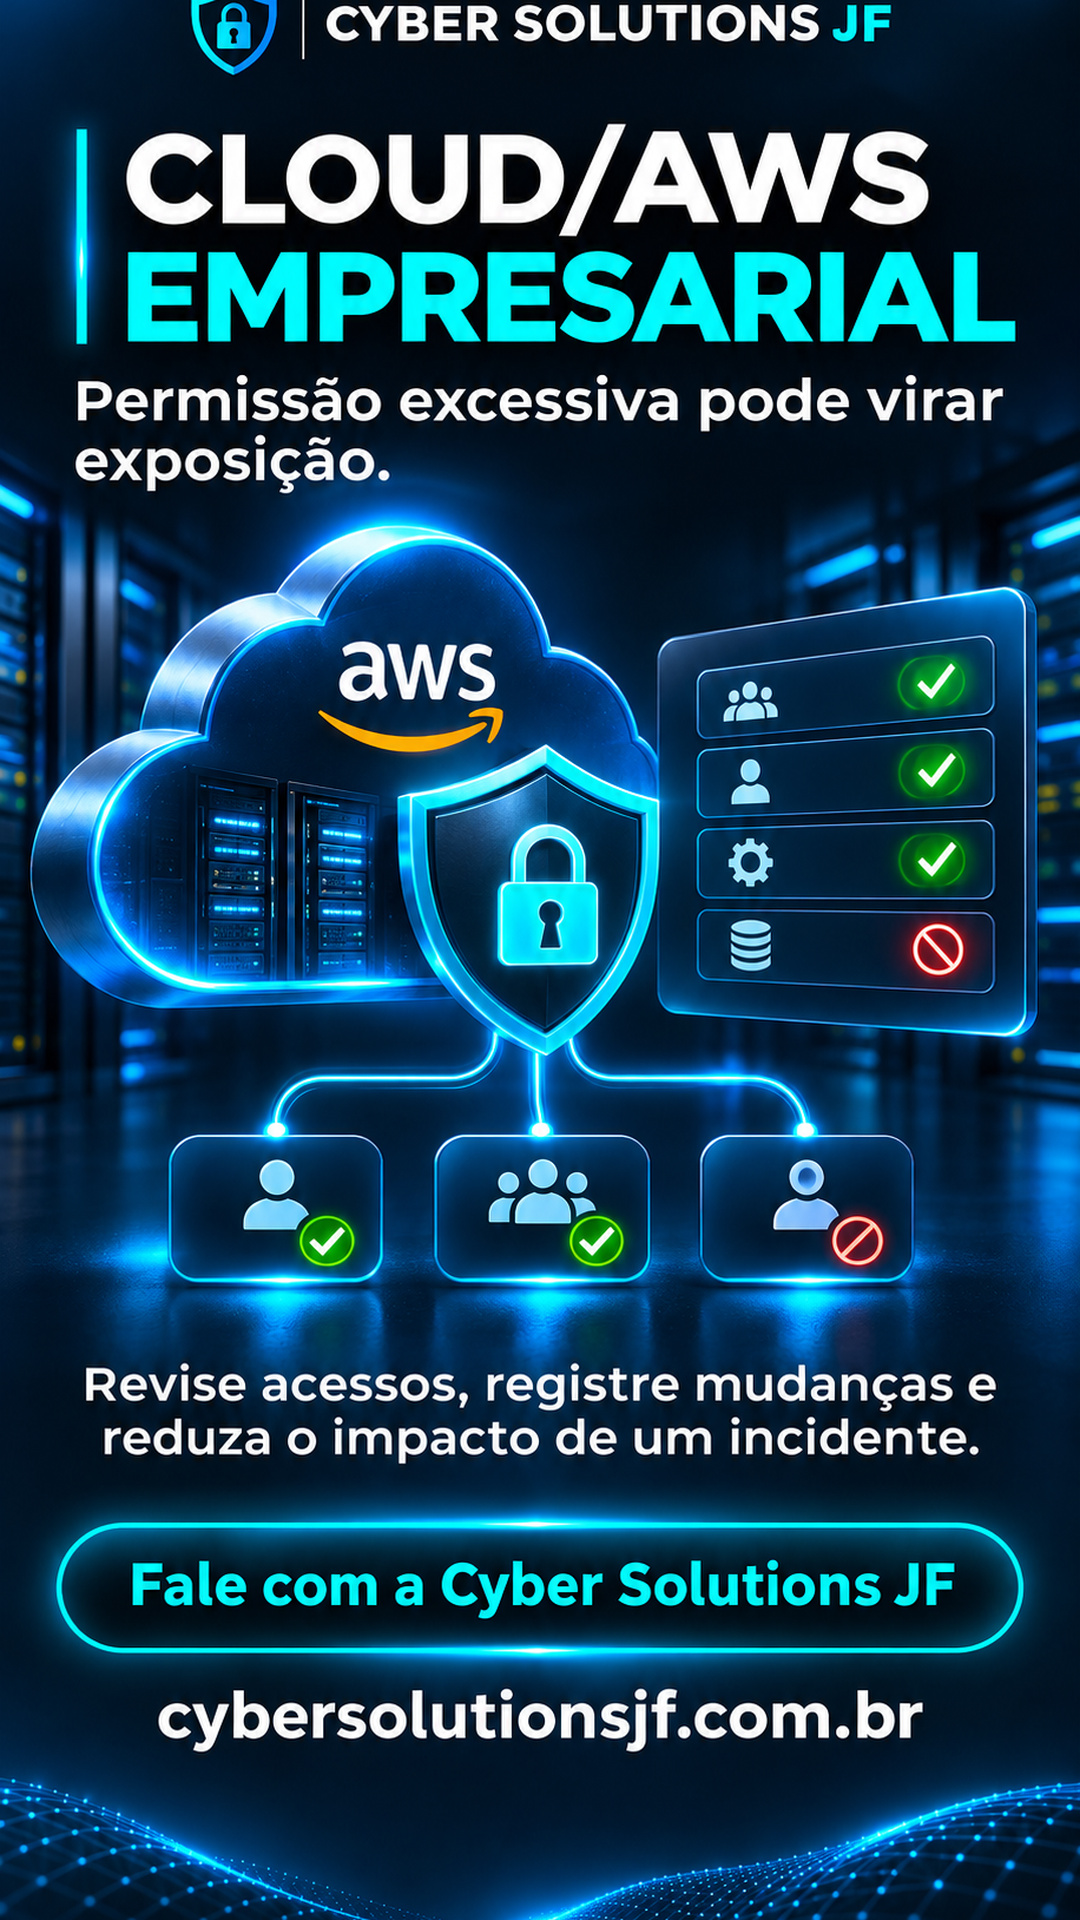 CYBER SOLUTIONS JF
CLOUD/AWS
EMPRESARIAL
Permissão excessiva pode virar
exposição.
aws
Revise acessos, registre mudanças e
reduza o impacto de um incidente.
Fale com a Cyber Solutions JF
cybersolutionsjf.com.br